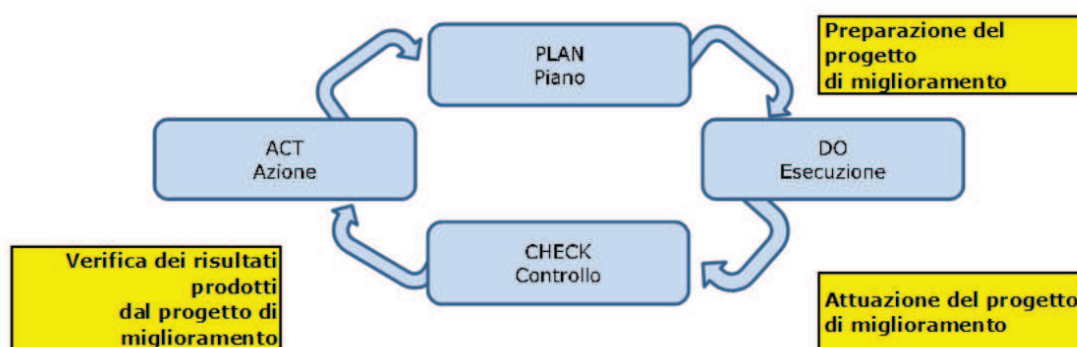 PLAN
Piano
Preparazione del
progetto
di miglioramento
ACT
Azione
DO
Esecuzione
CHECK
Controllo
Verifica dei risultati
prodotti
dal progetto di
miglioramento
Attuazione del progetto
di miglioramento